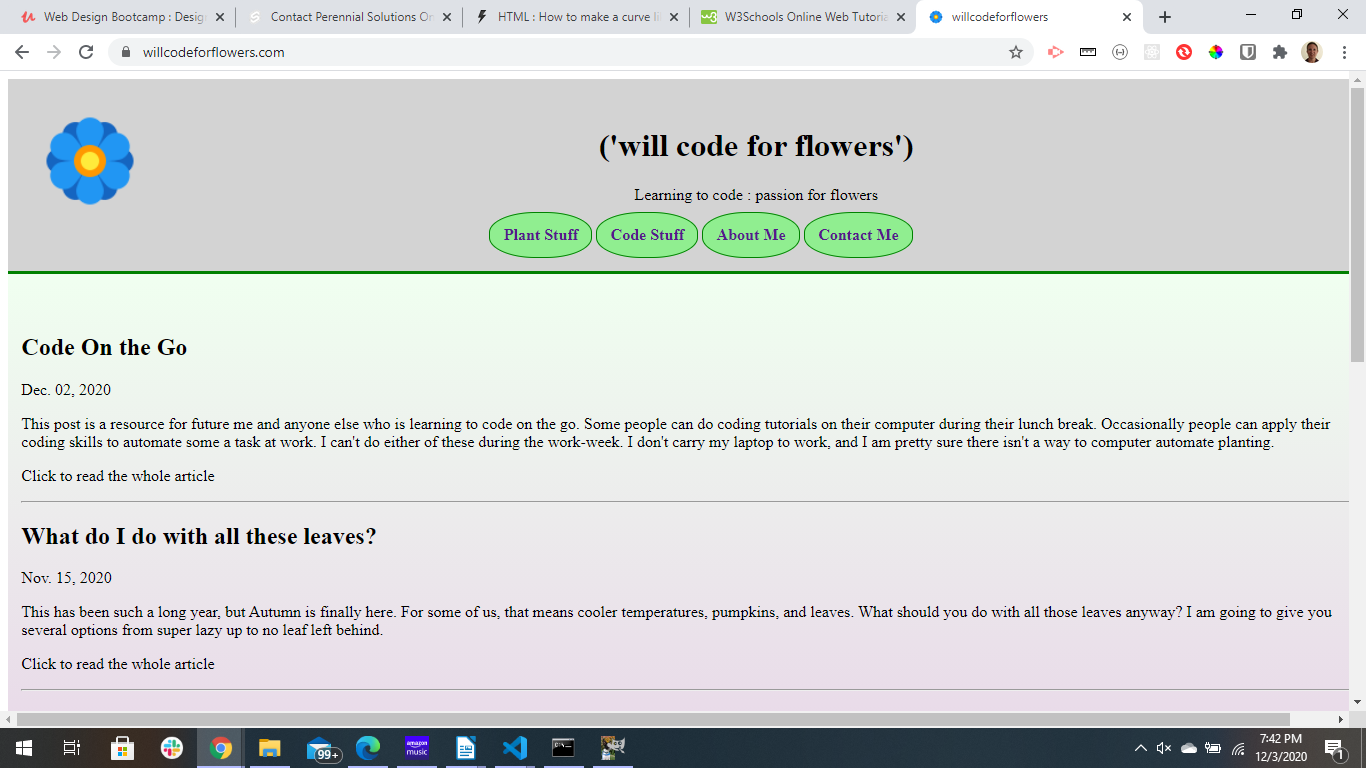 Web Design Bootcamp : Desig
Contact Perennial Solutions On
HTML : How to make a curve li
W3Schools Online Web Tutoria
willcodeforflowers
willcodeforflowers.com
('will code for flowers')
Learning to code : passion for flowers
Plant Stuff Code Stuff About Me Contact Me
Code On the Go
Dec. 02, 2020
This post is a resource for future me and anyone else who is learning to code on the go. Some people can do coding tutorials on their computer during their lunch break. Occasionally people can apply their
coding skills to automate some a task at work. I can't do either of these during the work-week. I don't carry my laptop to work, and I am pretty sure there isn't a way to computer automate planting.
Click to read the whole article
What do I do with all these leaves?
Nov. 15, 2020
This has been such a long year, but Autumn is finally here. For some of us, that means cooler temperatures, pumpkins, and leaves. What should you do with all those leaves anyway? I am going to give you
several options from super lazy up to no leaf left behind.
Click to read the whole article
99+
amazon
music
7:42 PM
12/3/2020
1